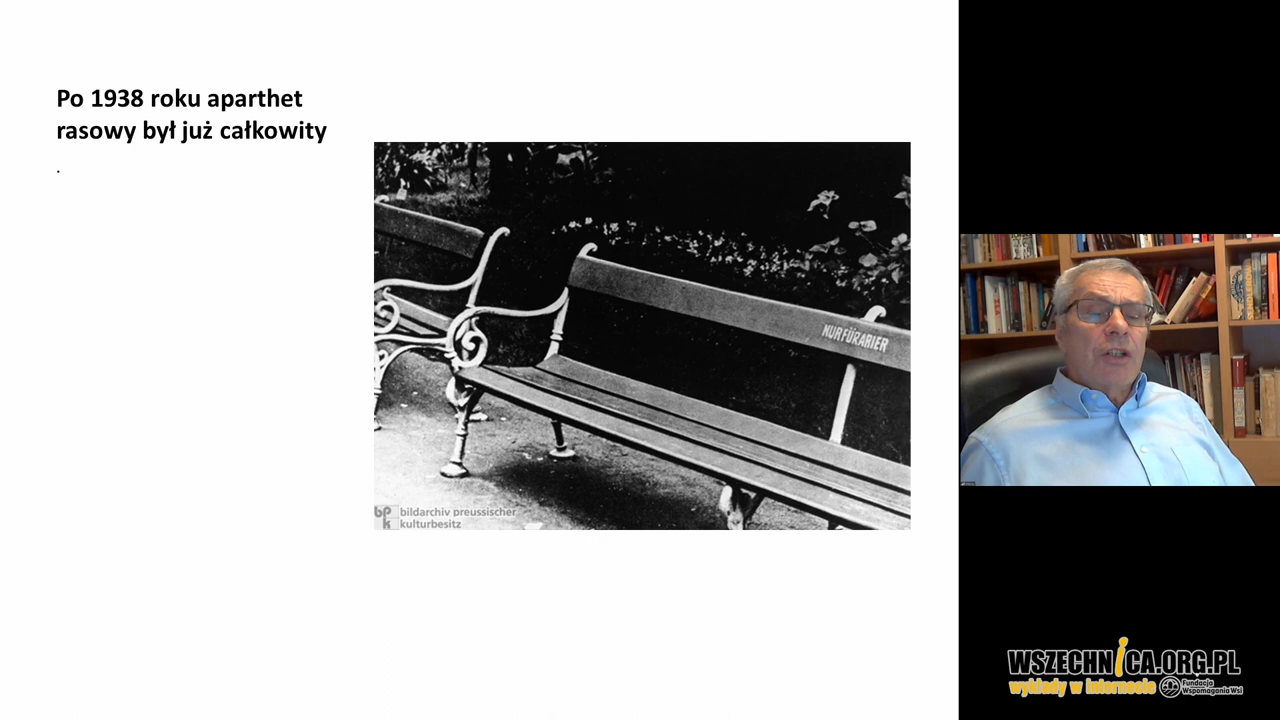 Po 1938 roku aparthet
rasowy był już całkowity
.
NUR FÜR ARIER
bpk
bildarchiv preussischer
kulturbesitz
WSZECHNICA.ORG.PL
wykłady w internecie
Fundacja
Wspomagania Wsi